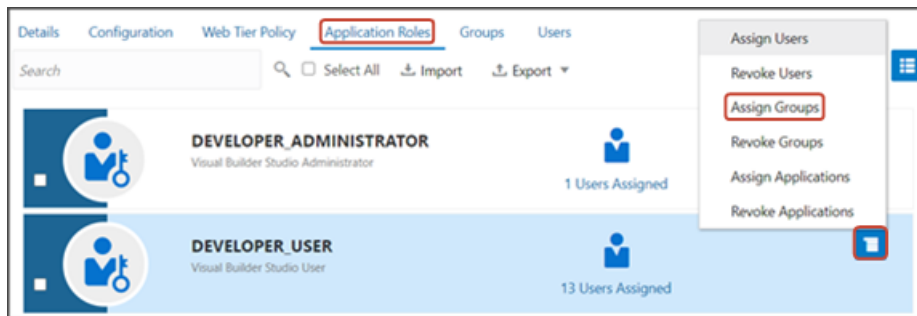 Details Configuration Web Tier Policy Application Roles Groups Users
Search Select All Import Export
Assign Users
Revoke Users
Assign Groups
Revoke Groups
Assign Applications
Revoke Applications
DEVELOPER_ADMINISTRATOR
Visual Builder Studio Administrator
1 Users Assigned
DEVELOPER_USER
Visual Builder Studio User
13 Users Assigned